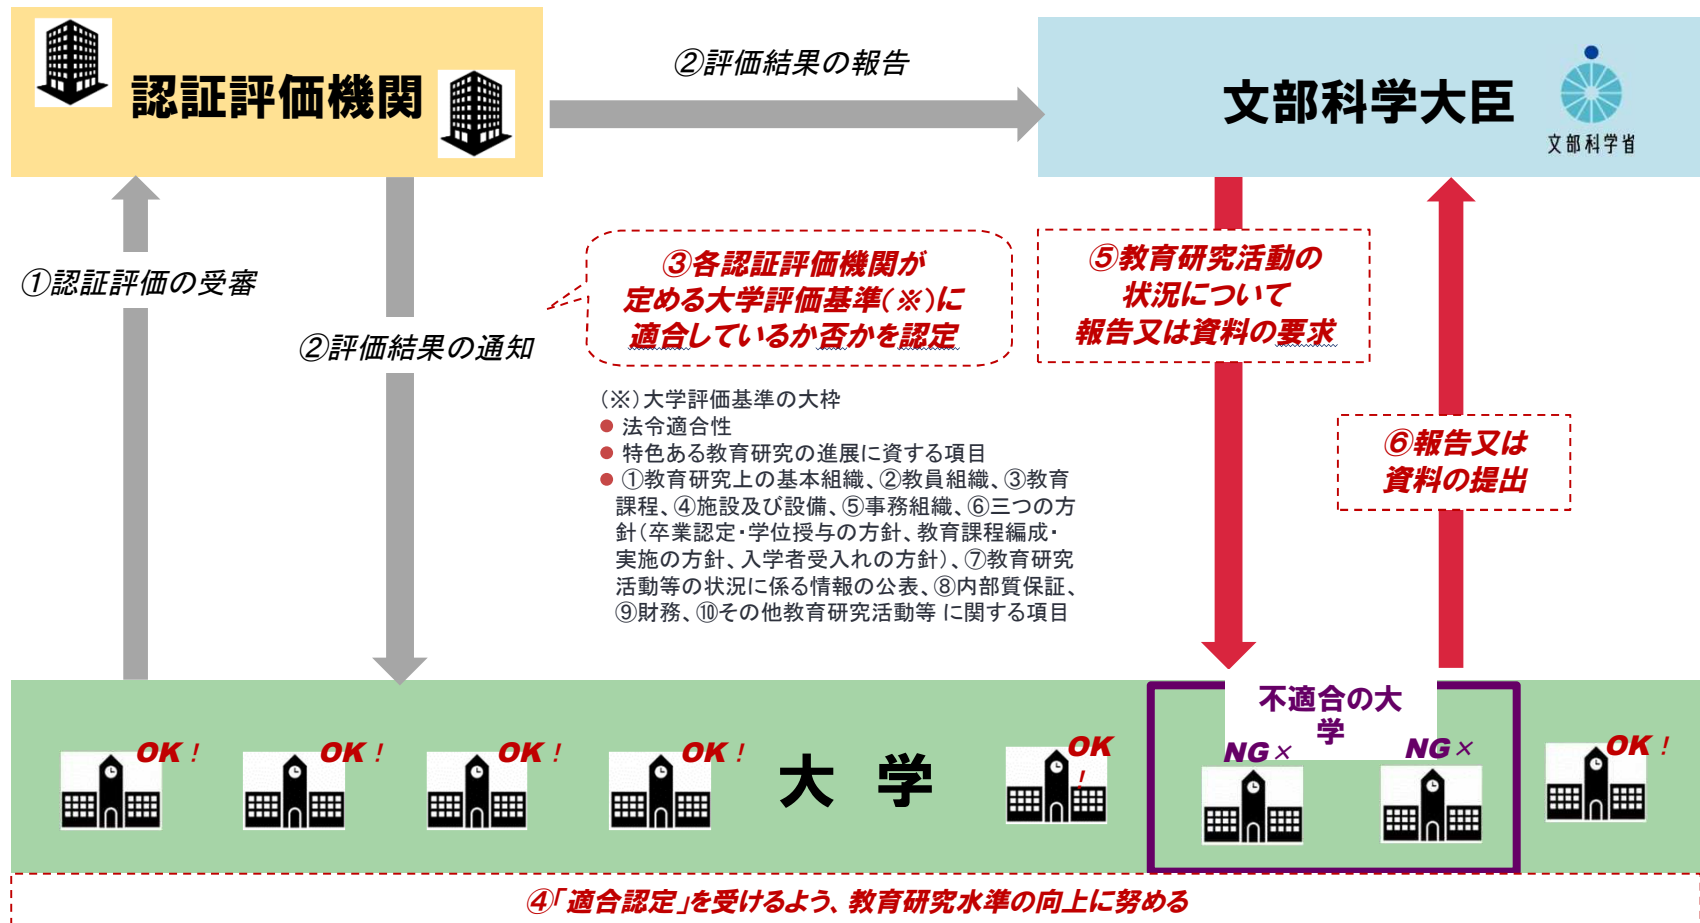 認証評価機関
②評価結果の報告
文部科学大臣
文部科学省
①認証評価の受審
②評価結果の通知
③各認証評価機関が
定める大学評価基準(※)に
適合しているか否かを認定
⑤教育研究活動の
状況について
報告又は資料の要求
(※)大学評価基準の大枠
● 法令適合性
● 特色ある教育研究の進展に資する項目
● ①教育研究上の基本組織、②教員組織、③教育
課程、④施設及び設備、⑤事務組織、⑥三つの方
針(卒業認定・学位授与の方針、教育課程編成・
実施の方針、入学者受入れの方針)、⑦教育研究
活動等の状況に係る情報の公表、⑧内部質保証、
⑨財務、⑩その他教育研究活動等 に関する項目
⑥報告又は
資料の提出
不適合の大
学
OK!
OK!
OK!
OK!
大 学
OK
!
NG×
NG×
OK!
④「適合認定」を受けるよう、教育研究水準の向上に努める